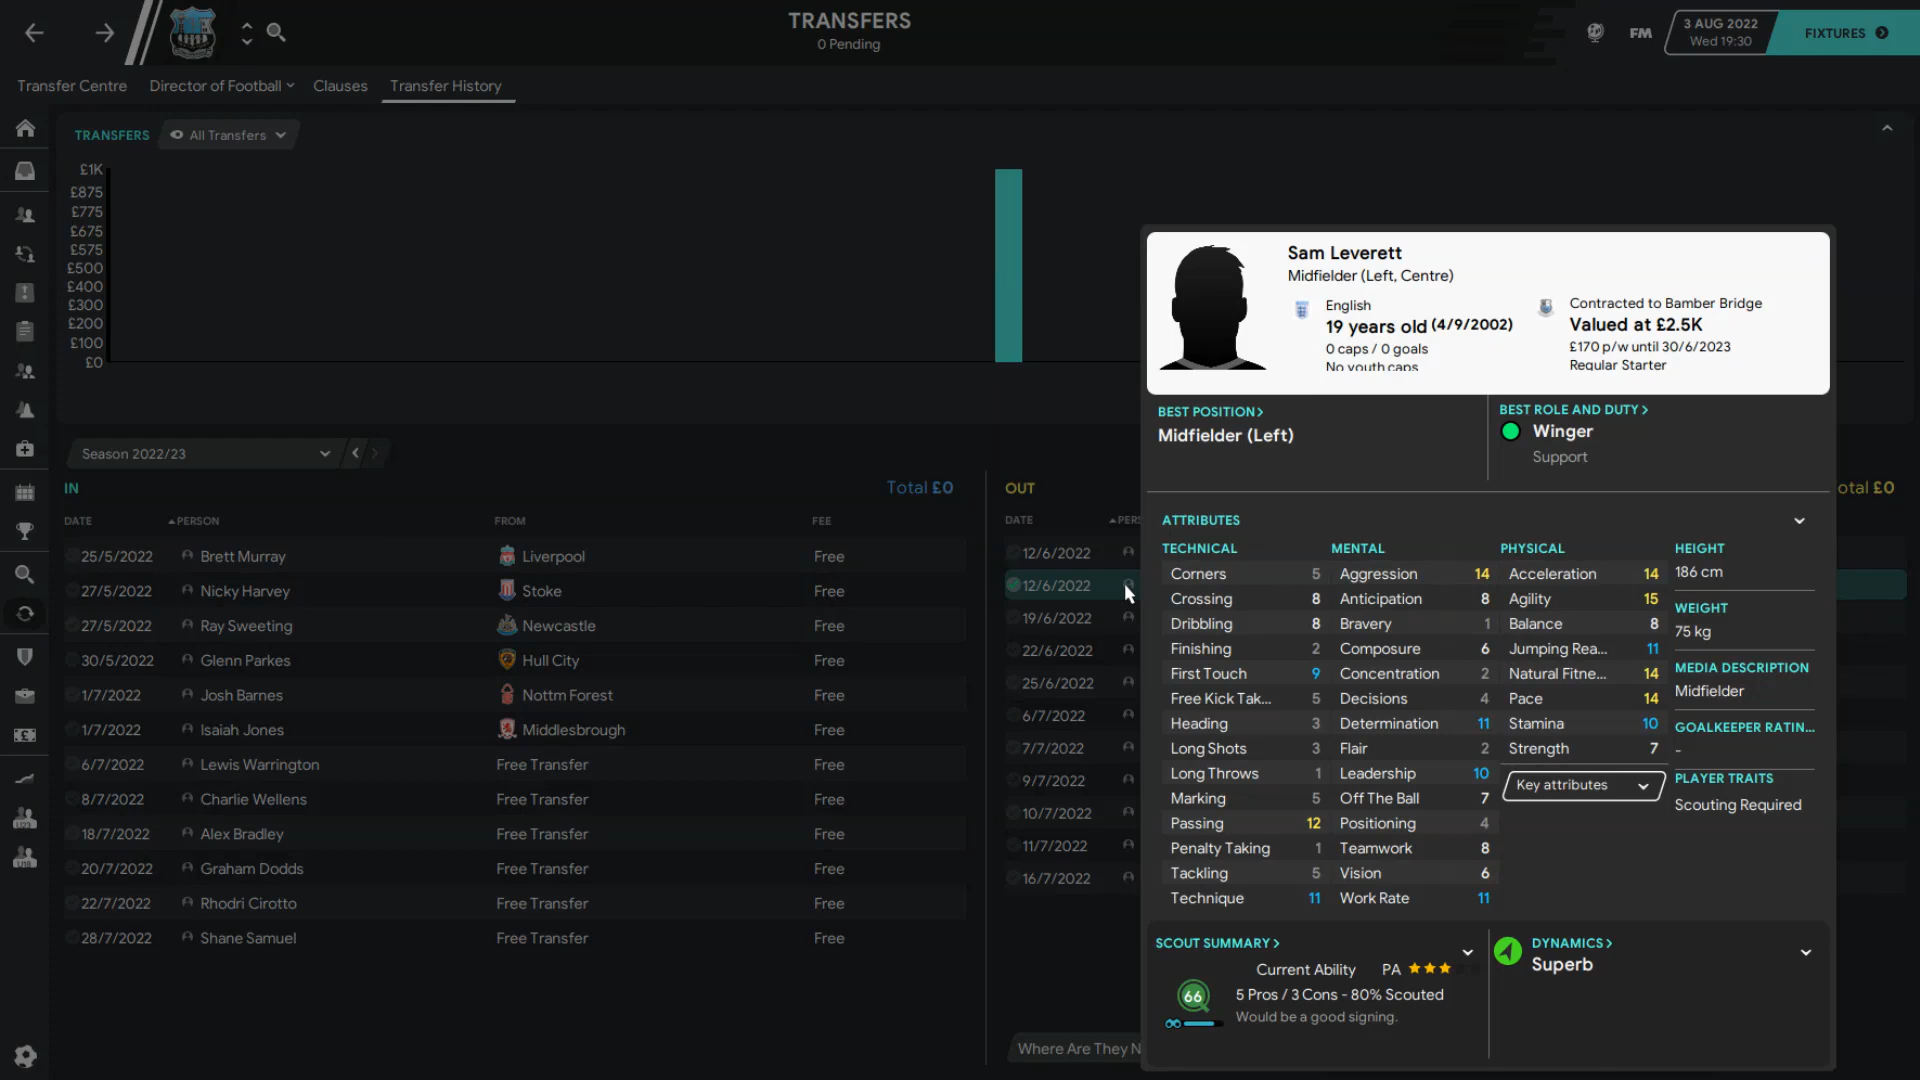 TRANSFERS
0 Pending
FM
3 AUG 2022
Wed 19:30
FIXTURES
Transfer Centre
Director of Football
Clauses
Transfer History
TRANSFERS
All Transfers
£1K
£875
£775
£675
£575
£500
£400
£300
£200
£100
£0
Season 2022/23
IN
Total £0
DATE PERSON FROM FEE
25/5/2022 Brett Murray Liverpool Free
27/5/2022 Nicky Harvey Stoke Free
27/5/2022 Ray Sweeting Newcastle Free
30/5/2022 Glenn Parkes Hull City Free
1/7/2022 Josh Barnes Nottm Forest Free
1/7/2022 Isaiah Jones Middlesbrough Free
6/7/2022 Lewis Warrington Free Transfer Free
8/7/2022 Charlie Wellens Free Transfer Free
18/7/2022 Alex Bradley Free Transfer Free
20/7/2022 Graham Dodds Free Transfer Free
22/7/2022 Rhodri Cirotto Free Transfer Free
28/7/2022 Shane Samuel Free Transfer Free
OUT
otal £0
DATE PERS
12/6/2022
12/6/2022
19/6/2022
22/6/2022
25/6/2022
6/7/2022
7/7/2022
9/7/2022
10/7/2022
11/7/2022
16/7/2022
Where Are They N
Sam Leverett
Midfielder (Left, Centre)
English
19 years old (4/9/2002)
0 caps / 0 goals
No youth caps
Contracted to Bamber Bridge
Valued at £2.5K
£170 p/w until 30/6/2023
Regular Starter
BEST POSITION>
Midfielder (Left)
BEST ROLE AND DUTY>
Winger
Support
ATTRIBUTES
TECHNICAL
Corners 5
Crossing 8
Dribbling 8
Finishing 2
First Touch 9
Free Kick Tak... 5
Heading 3
Long Shots 3
Long Throws 1
Marking 5
Passing 12
Penalty Taking 1
Tackling 5
Technique 11
MENTAL
Aggression 14
Anticipation 8
Bravery 1
Composure 6
Concentration 2
Decisions 4
Determination 11
Flair 2
Leadership 10
Off The Ball 7
Positioning 4
Teamwork 8
Vision 6
Work Rate 11
PHYSICAL
Acceleration 14
Agility 15
Balance 8
Jumping Rea... 11
Natural Fitne... 14
Pace 14
Stamina 10
Strength 7
Key attributes
HEIGHT
186 cm
WEIGHT
75 kg
MEDIA DESCRIPTION
Midfielder
GOALKEEPER RATIN...
-
PLAYER TRAITS
Scouting Required
SCOUT SUMMARY>
Current Ability PA
66
5 Pros / 3 Cons - 80% Scouted
Would be a good signing.
DYNAMICS>
Superb